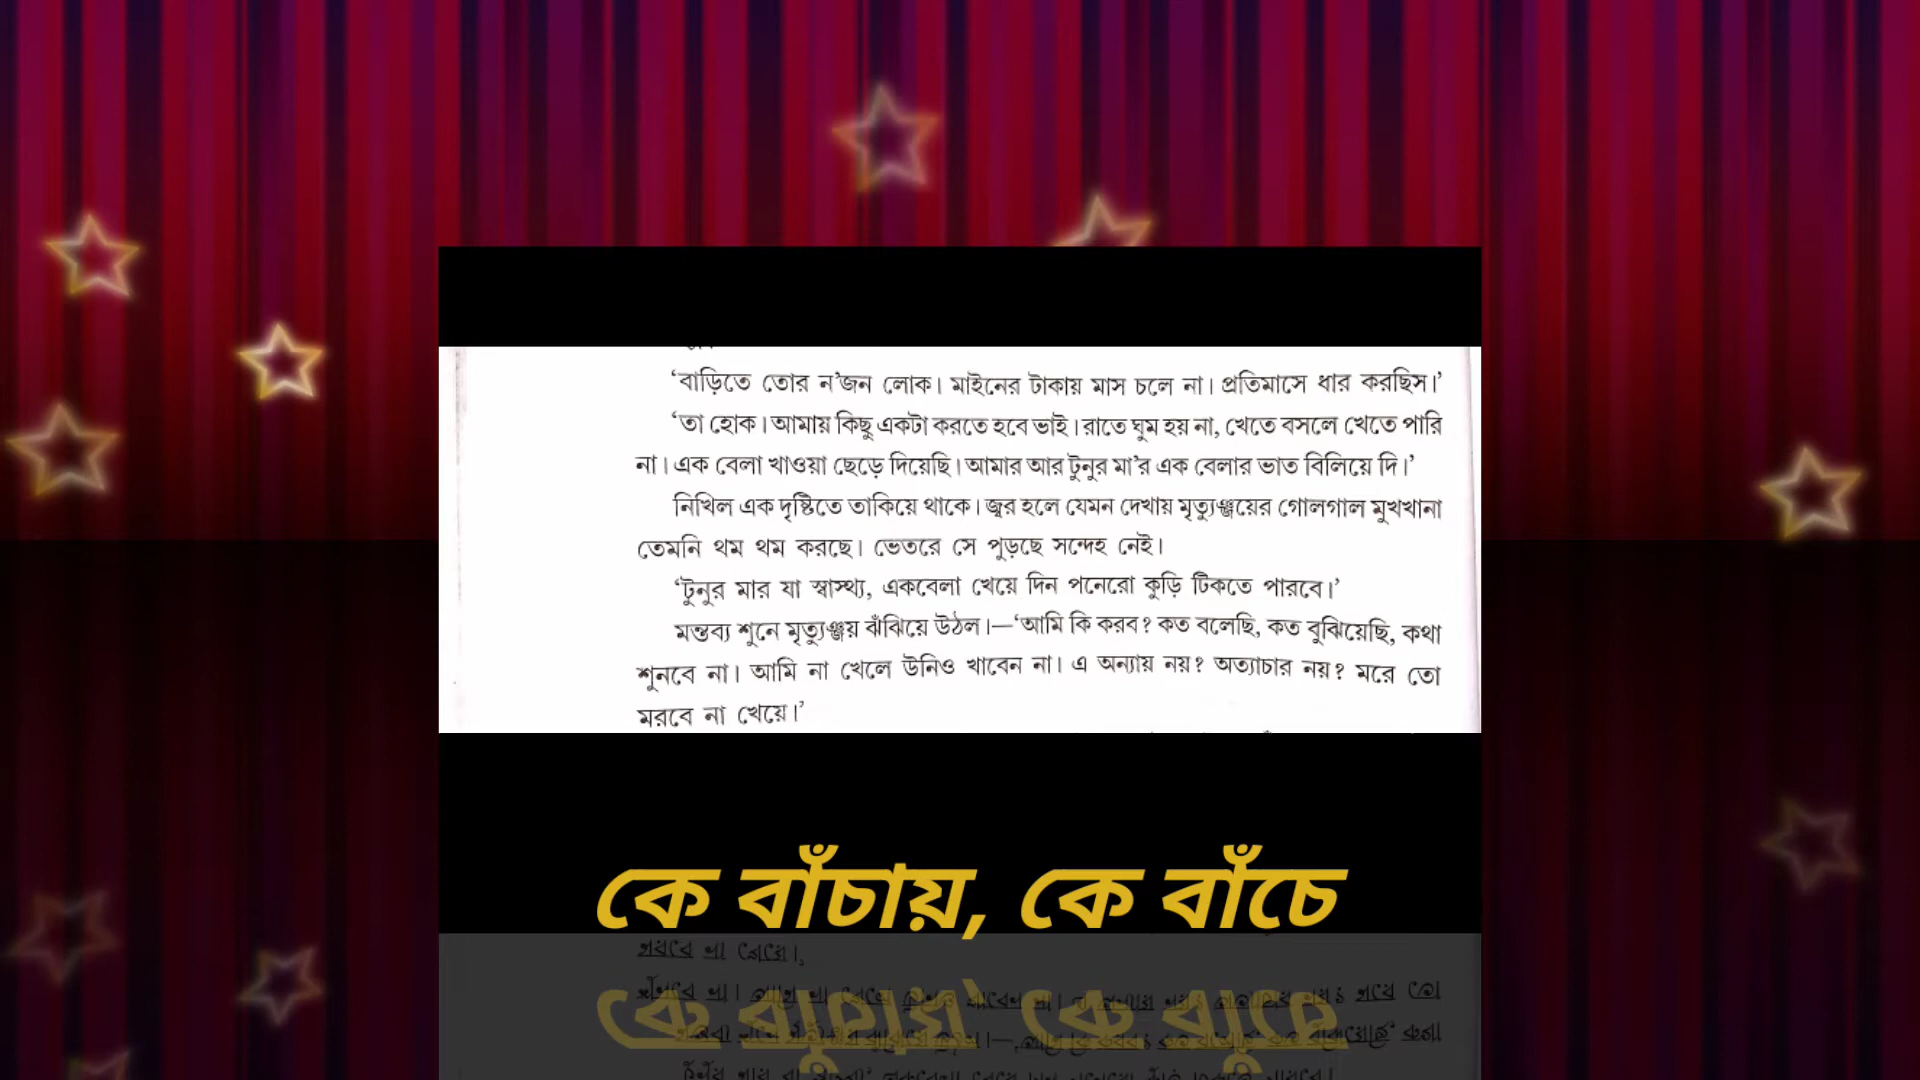 ‘বাড়িতে তোর ন’জন লোক। মাইনের টাকায় মাস চলে না। প্রতিমাসে ধার করছিস।’
‘তা হোক। আমায় কিছু একটা করতে হবে ভাই। রাতে ঘুম হয় না, খেতে বসলে খেতে পারি
না। এক বেলা খাওয়া ছেড়ে দিয়েছি। আমার আর টুনুর মা’র এক বেলার ভাত বিলিয়ে দি।’
নিখিল এক দৃষ্টিতে তাকিয়ে থাকে। জ্বর হলে যেমন দেখায় মৃত্যুঞ্জয়ের গোলগাল মুখখানা
তেমনি থম থম করছে। ভেতরে সে পুড়ছে সন্দেহ নেই।
‘টুনুর মার যা স্বাস্থ্য, একবেলা খেয়ে দিন পনেরো কুড়ি টিকতে পারবে।’
মন্তব্য শুনে মৃত্যুঞ্জয় ঝাঁঝিয়ে উঠল।—‘আমি কি করব? কত বলেছি, কত বুঝিয়েছি, কথা
শুনবে না। আমি না খেলে উনিও খাবেন না। এ অন্যায় নয়? অত্যাচার নয়? মরে তো
মরবে না খেয়ে।’
কে বাঁচায়, কে বাঁচে